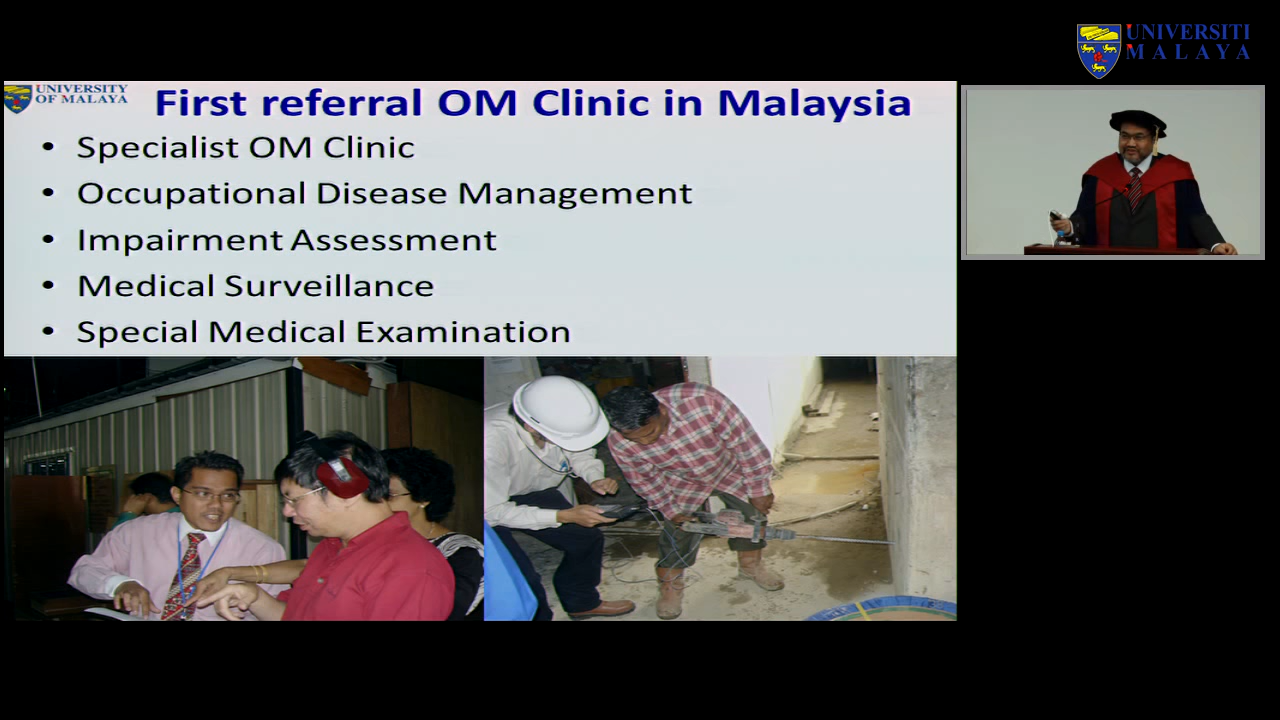 UNIVERSITI
MALAYA
UNIVERSITY
OF MALAYA
First referral OM Clinic in Malaysia
• Specialist OM Clinic
• Occupational Disease Management
• Impairment Assessment
• Medical Surveillance
• Special Medical Examination